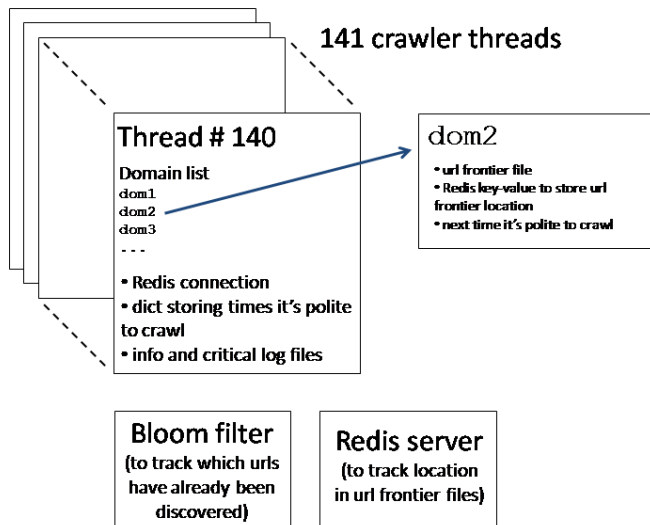 141 crawler threads
Thread # 140
Domain list
dom1
dom2
dom3
---
• Redis connection
• dict storing times it's polite
to crawl
• info and critical log files
dom2
• url frontier file
• Redis key-value to store url
frontier location
• next time it's polite to crawl
Bloom filter
(to track which urls
have already been
discovered)
Redis server
(to track location
in url frontier files)